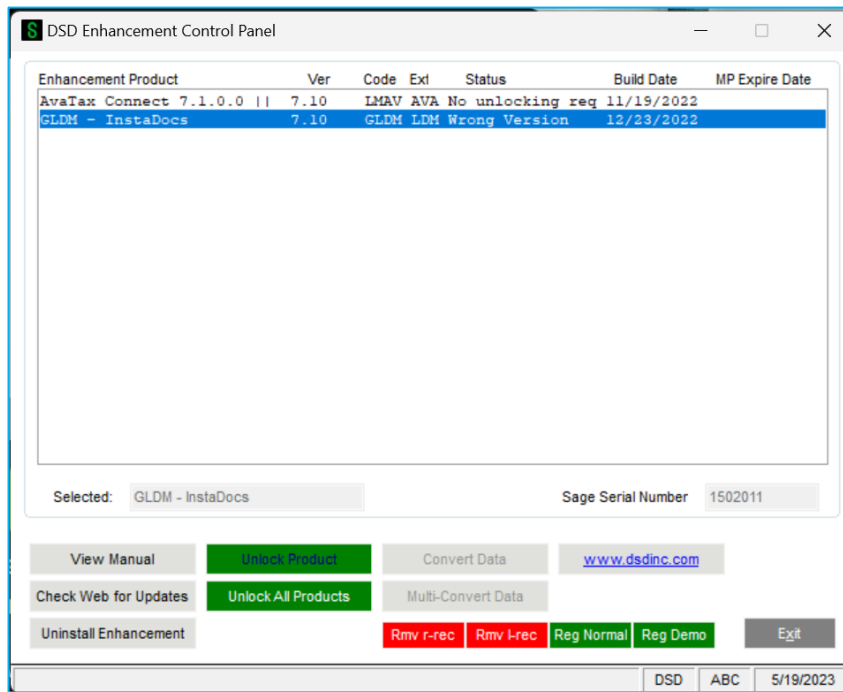 DSD Enhancement Control Panel
Enhancement Product Ver Code Ext Status Build Date MP Expire Date
AvaTax Connect 7.1.0.0 || 7.10 LMAV AVA No unlocking req 11/19/2022
GLDM - InstaDocs 7.10 GLDM LDM Wrong Version 12/23/2022
Selected: GLDM - InstaDocs Sage Serial Number 1502011
View Manual Unlock Product Convert Data www.dsdinc.com
Check Web for Updates Unlock All Products Multi-Convert Data
Uninstall Enhancement Rmv r-rec Rmv l-rec Reg Normal Reg Demo Exit
DSD ABC 5/19/2023